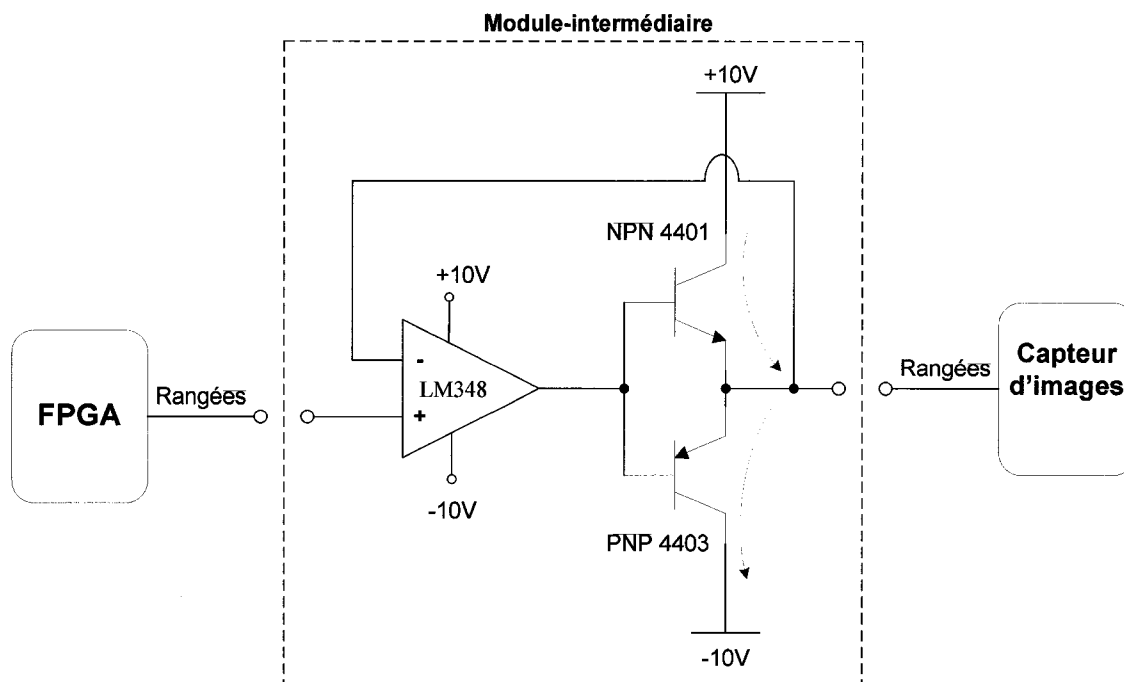 Module-intermédiaire
+10V
NPN 4401
+10V
-
LM348
+
-10V
PNP 4403
-10V
FPGA
Rangées
Rangées
Capteur
d'images